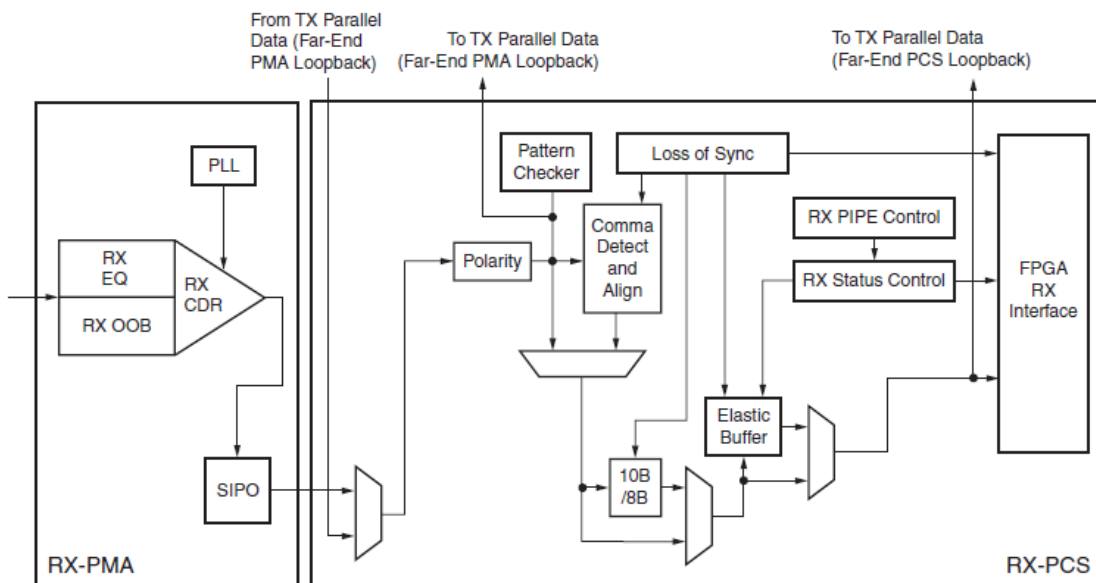 From TX Parallel
Data (Far-End
PMA Loopback)
To TX Parallel Data
(Far-End PMA Loopback)
To TX Parallel Data
(Far-End PCS Loopback)
PLL
RX
EQ
RX OOB
RX
CDR
SIPO
RX-PMA
Pattern
Checker
Loss of Sync
Polarity
Comma
Detect
and
Align
RX PIPE Control
RX Status Control
FPGA
RX
Interface
Elastic
Buffer
10B
/8B
RX-PCS